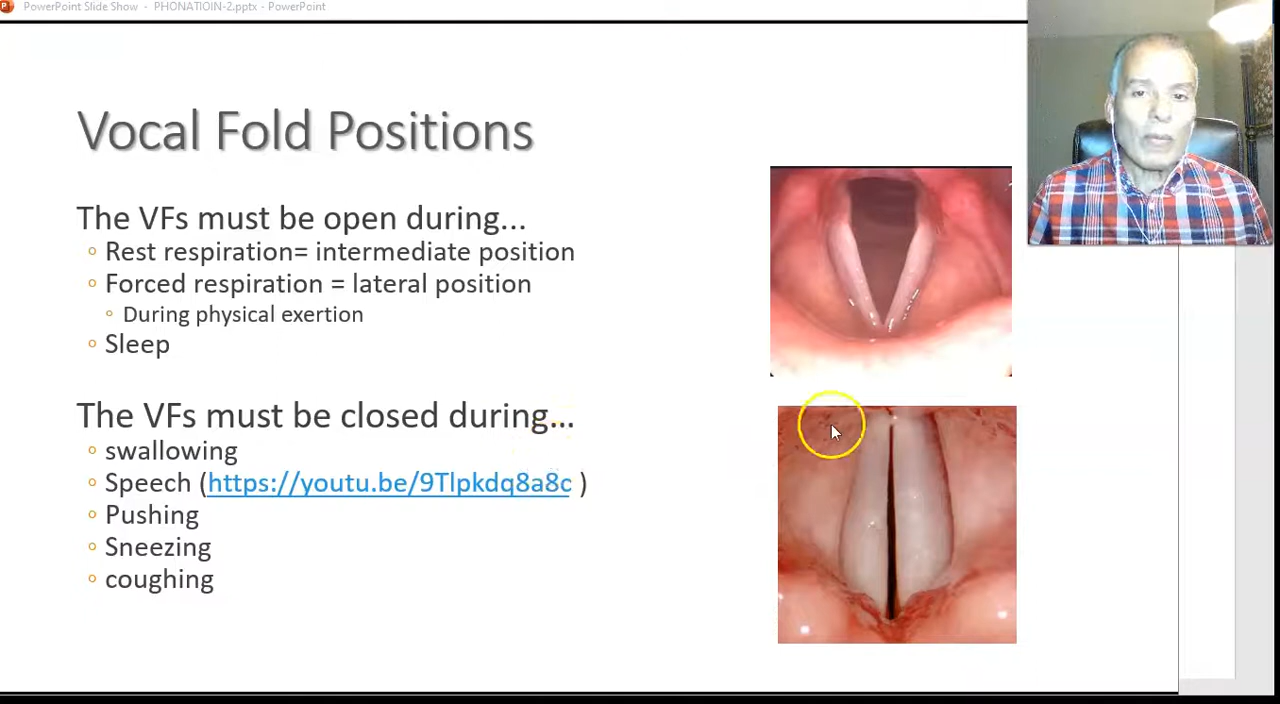 PowerPoint Slide Show - PHONATIOIN-2.pptx - PowerPoint
Vocal Fold Positions
The VFs must be open during...
Rest respiration= intermediate position
Forced respiration = lateral position
During physical exertion
Sleep
The VFs must be closed during...
swallowing
Speech (https://youtu.be/9Tlpkdq8a8c )
Pushing
Sneezing
coughing